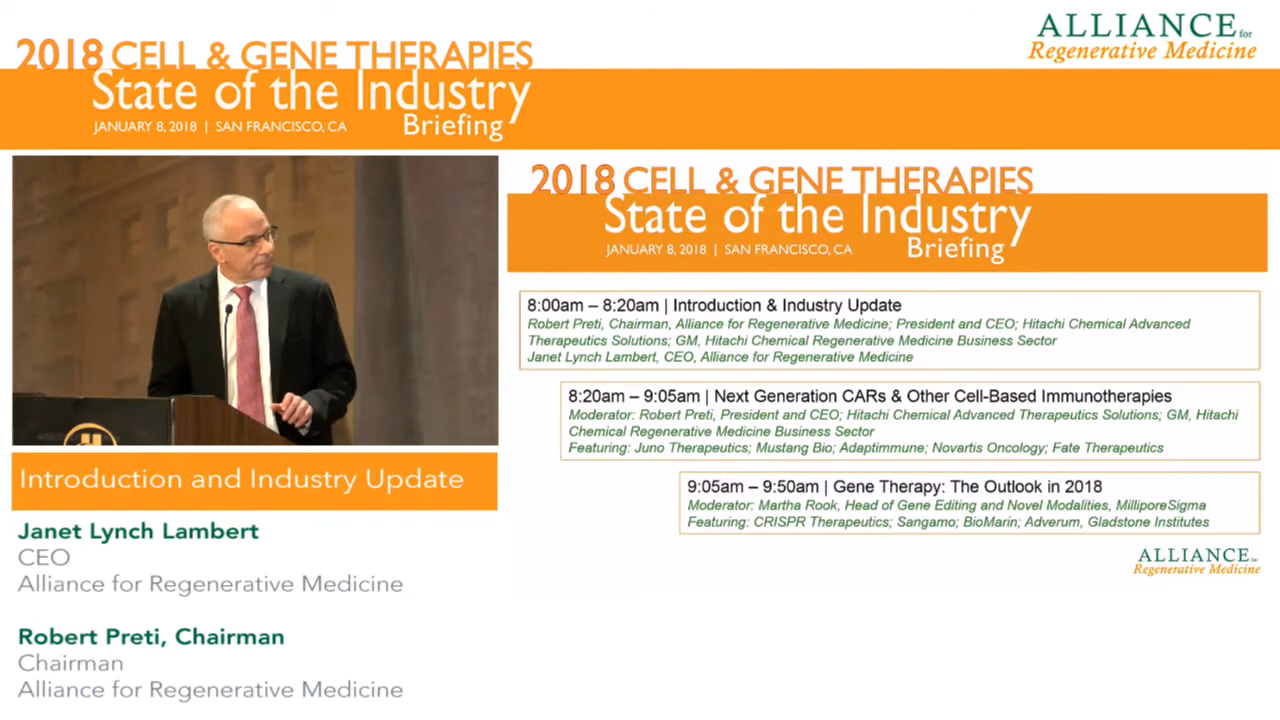 ALLIANCE for
Regenerative Medicine
2018 CELL & GENE THERAPIES
State of the Industry
JANUARY 8, 2018 | SAN FRANCISCO, CA
Briefing
2018 CELL & GENE THERAPIES
State of the Industry
JANUARY 8, 2018 | SAN FRANCISCO, CA
Briefing
8:00am – 8:20am | Introduction & Industry Update
Robert Preti, Chairman, Alliance for Regenerative Medicine; President and CEO; Hitachi Chemical Advanced
Therapeutics Solutions; GM, Hitachi Chemical Regenerative Medicine Business Sector
Janet Lynch Lambert, CEO, Alliance for Regenerative Medicine
8:20am – 9:05am | Next Generation CARs & Other Cell-Based Immunotherapies
Moderator: Robert Preti, President and CEO; Hitachi Chemical Advanced Therapeutics Solutions; GM, Hitachi
Chemical Regenerative Medicine Business Sector
Featuring: Juno Therapeutics; Mustang Bio; Adaptimmune; Novartis Oncology; Fate Therapeutics
9:05am – 9:50am | Gene Therapy: The Outlook in 2018
Moderator: Martha Rook, Head of Gene Editing and Novel Modalities, MilliporeSigma
Featuring: CRISPR Therapeutics; Sangamo; BioMarin; Adverum, Gladstone Institutes
ALLIANCE for
Regenerative Medicine
Introduction and Industry Update
Janet Lynch Lambert
CEO
Alliance for Regenerative Medicine
Robert Preti, Chairman
Chairman
Alliance for Regenerative Medicine